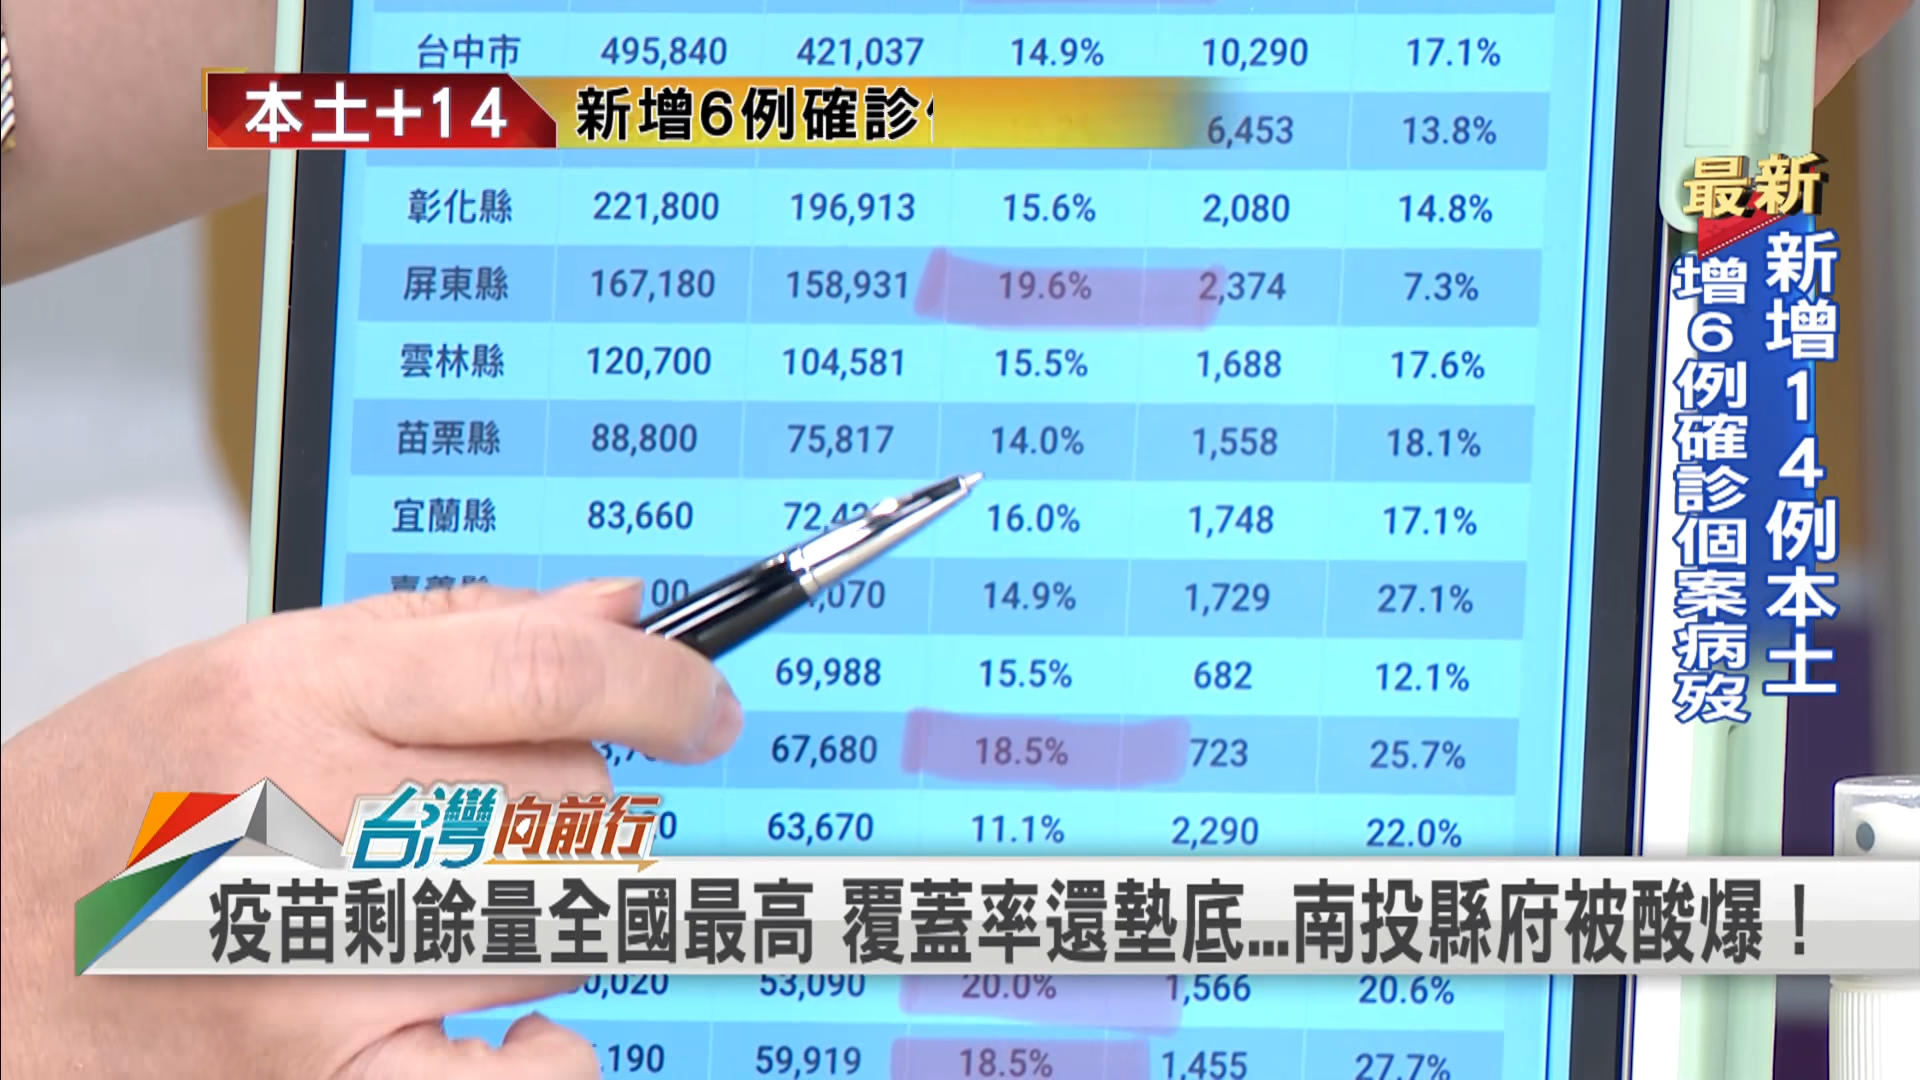 台中市 495,840 421,037 14.9% 10,290 17.1%
本土+14 新增6例確診
6,453 13.8%
彰化縣 221,800 196,913 15.6% 2,080 14.8%
屏東縣 167,180 158,931 19.6% 2,374 7.3%
雲林縣 120,700 104,581 15.5% 1,688 17.6%
苗栗縣 88,800 75,817 14.0% 1,558 18.1%
宜蘭縣 83,660 16.0% 1,748 17.1%
14.9% 1,729 27.1%
69,988 15.5% 682 12.1%
67,680 18.5% 723 25.7%
63,670 11.1% 2,290 22.0%
台灣向前行
疫苗剩餘量全國最高 覆蓋率還墊底...南投縣府被酸爆！
53,090 20.0% 1,566 20.6%
59,919 18.5% 1,455 27.7%
最新
新增14例本土
增6例確診個案病歿